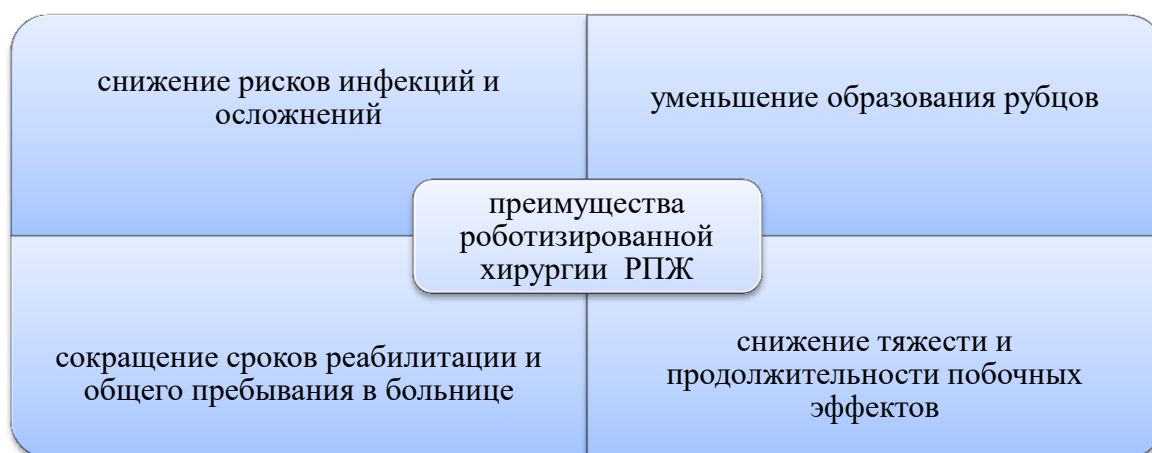 снижение рисков инфекций и
осложнений
уменьшение образования рубцов
преимущества
роботизированной
хирургии РПЖ
сокращение сроков реабилитации и
общего пребывания в больнице
снижение тяжести и
продолжительности побочных
эффектов